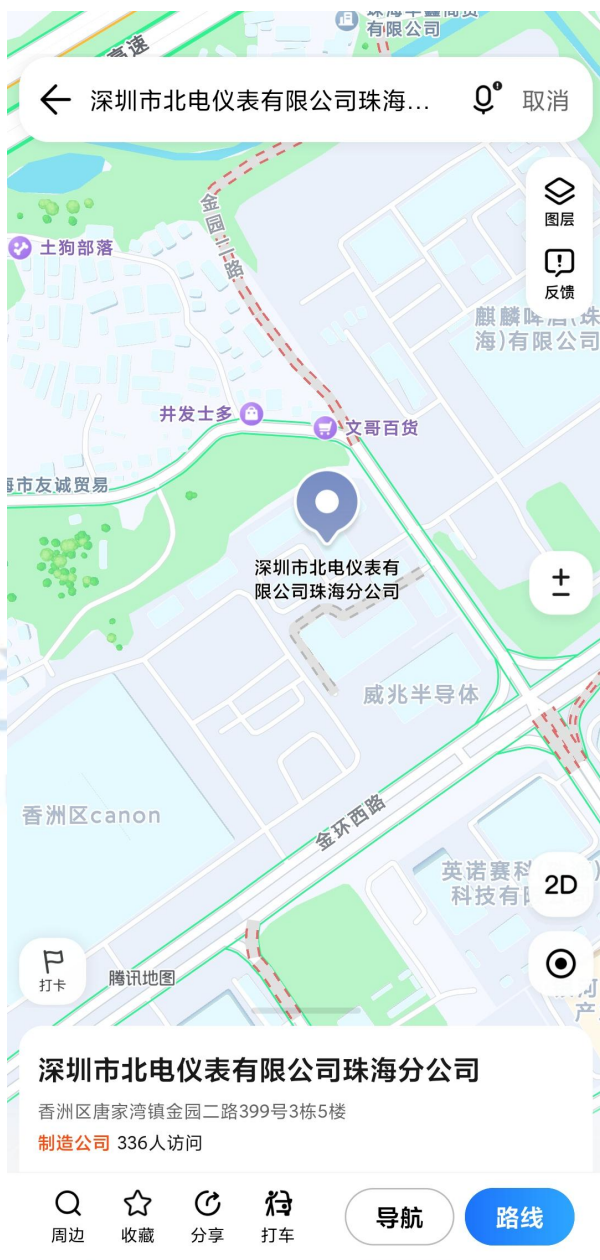 有限公司
高速
深圳市北电仪表有限公司珠海...
取消
金园二路
图层
土狗部落
反馈
麒麟啤酒(珠
海)有限公司
井发士多
文哥百货
市友诚贸易
深圳市北电仪表有
限公司珠海分公司
威兆半导体
香洲区canon
金环西路
英诺赛科
科技有
2D
打卡
腾讯地图
河
产
深圳市北电仪表有限公司珠海分公司
香洲区唐家湾镇金园二路399号3栋5楼
制造公司 336人访问
周边
收藏
分享
打车
导航
路线